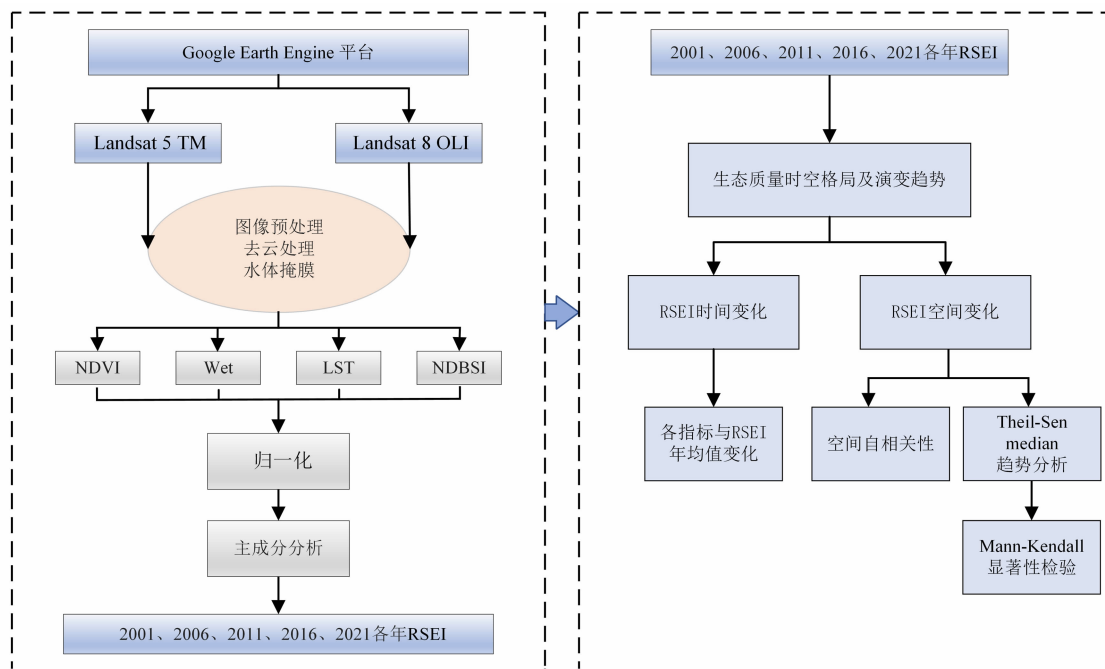 Google Earth Engine 平台
Landsat 5 TM
Landsat 8 OLI
图像预处理
去云处理
水体掩膜
NDVI
Wet
LST
NDBSI
归一化
主成分分析
2001、2006、2011、2016、2021各年RSEI
2001、2006、2011、2016、2021各年RSEI
生态质量时空格局及演变趋势
RSEI时间变化
RSEI空间变化
各指标与RSEI
年均值变化
空间自相关性
Theil-Sen
median
趋势分析
Mann-Kendall
显著性检验